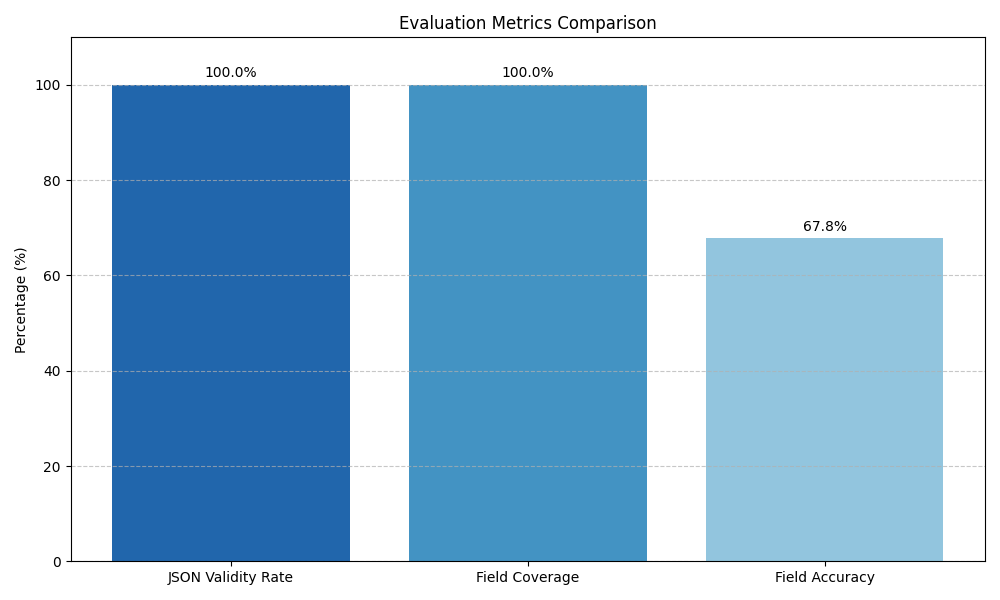 Evaluation Metrics Comparison
100.0%
100.0%
67.8%
Percentage (%)
100
80
60
40
20
0
JSON Validity Rate
Field Coverage
Field Accuracy